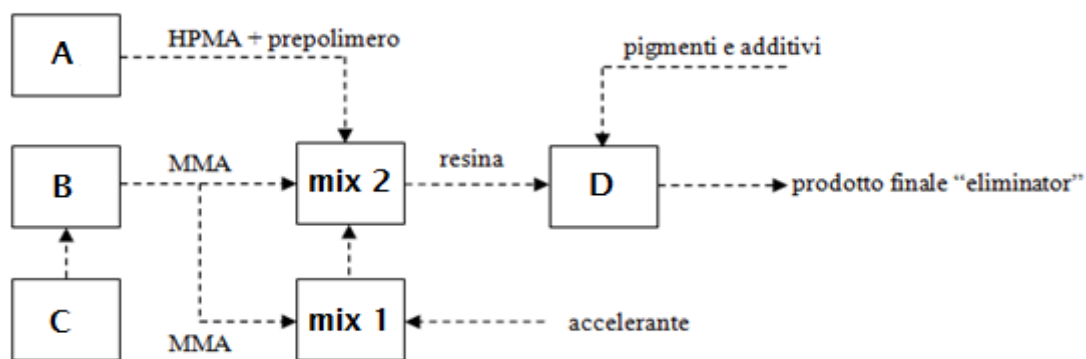 A
HPMA + prepolimero
pigmenti e additivi
B
MMA
mix 2
resina
D
prodotto finale “eliminator”
C
MMA
mix 1
accelerante